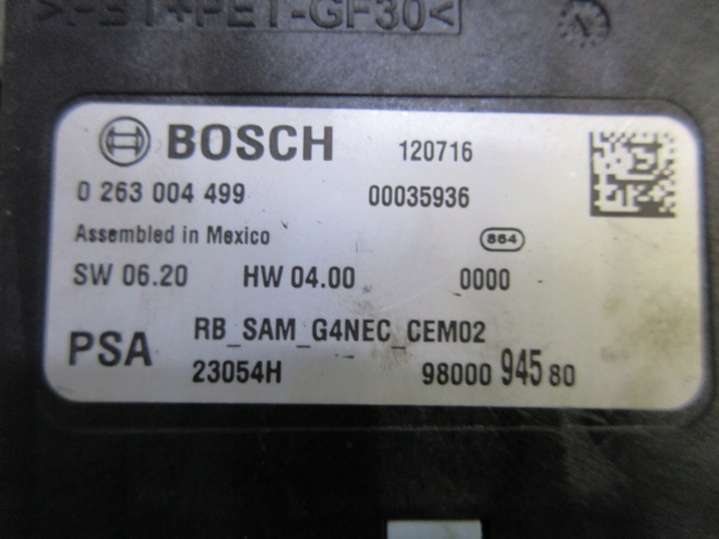 >PBT+PET-GF30<
BOSCH 120716
0 263 004 499 00035936
Assembled in Mexico 864
SW 06.20 HW 04.00 0000
PSA RB_SAM_G4NEC_CEM02
23054H 98000 945 80